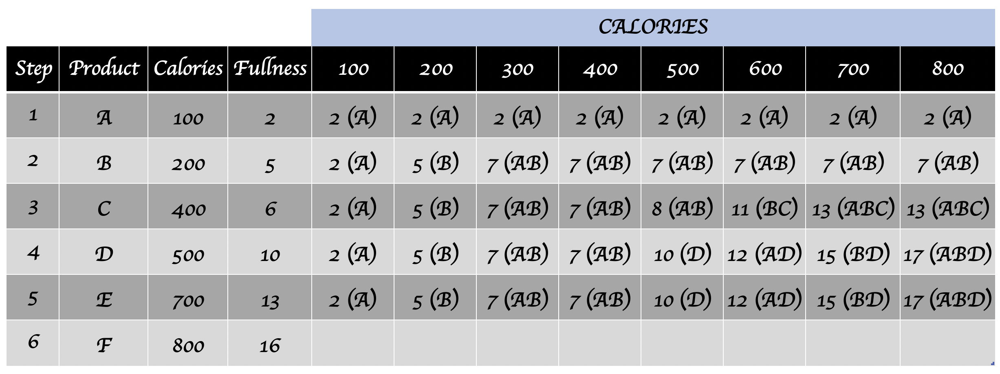 CALORIES
Step Product Calories Fullness 100 200 300 400 500 600 700 800
1 A 100 2 2 (A) 2 (A) 2 (A) 2 (A) 2 (A) 2 (A) 2 (A) 2 (A)
2 B 200 5 2 (A) 5 (B) 7 (AB) 7 (AB) 7 (AB) 7 (AB) 7 (AB) 7 (AB)
3 C 400 6 2 (A) 5 (B) 7 (AB) 7 (AB) 8 (AB) 11 (BC) 13 (ABC) 13 (ABC)
4 D 500 10 2 (A) 5 (B) 7 (AB) 7 (AB) 10 (D) 12 (AD) 15 (BD) 17 (ABD)
5 E 700 13 2 (A) 5 (B) 7 (AB) 7 (AB) 10 (D) 12 (AD) 15 (BD) 17 (ABD)
6 F 800 16